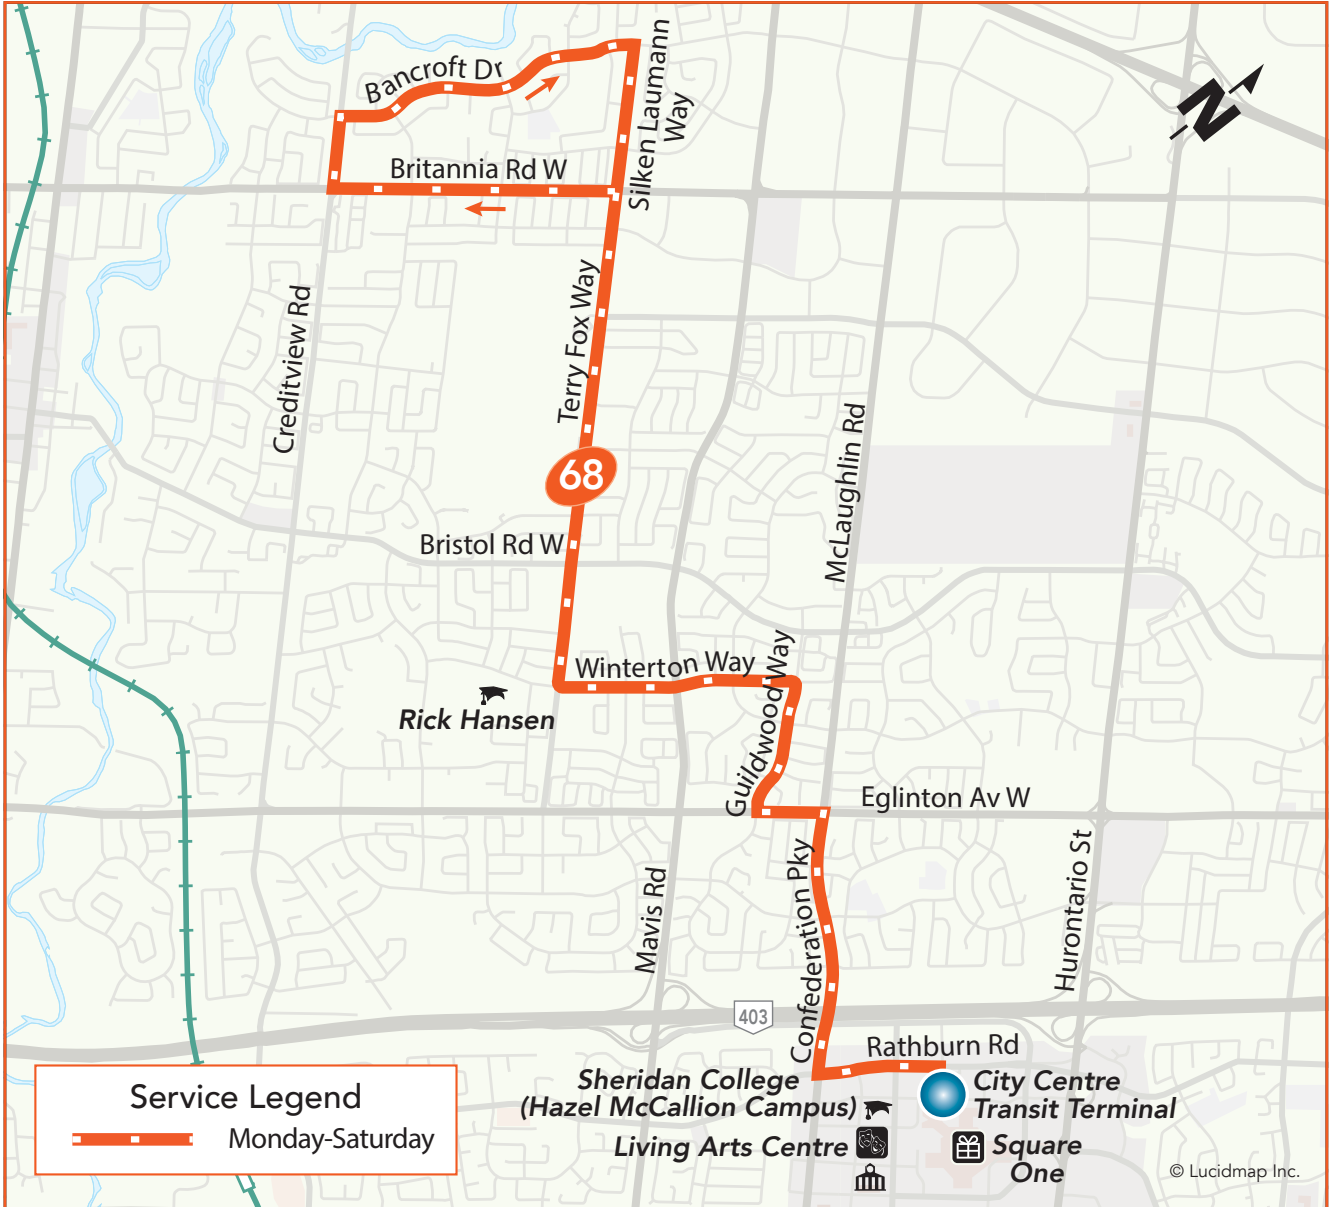 Bancroft Dr
Silken Laumann
Way
N
Britannia Rd W
Creditview Rd
Terry Fox Way
McLaughlin Rd
68
Bristol Rd W
Winterton Way
Guildwood Way
Rick Hansen
Eglinton Av W
Mavis Rd
Confederation Pky
Hurontario St
403
Rathburn Rd
Sheridan College
(Hazel McCallion Campus)
City Centre
Transit Terminal
Living Arts Centre
Square
One
Service Legend
Monday-Saturday
© Lucidmap Inc.